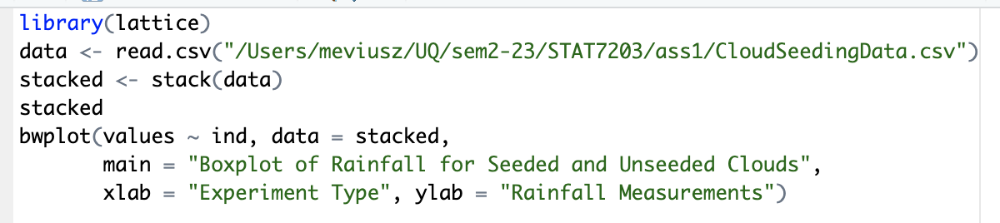 library(lattice)
data <- read.csv("/Users/meviusz/UQ/sem2-23/STAT7203/ass1/CloudSeedingData.csv")
stacked <- stack(data)
stacked
bwplot(values ~ ind, data = stacked,
       main = "Boxplot of Rainfall for Seeded and Unseeded Clouds",
       xlab = "Experiment Type", ylab = "Rainfall Measurements")